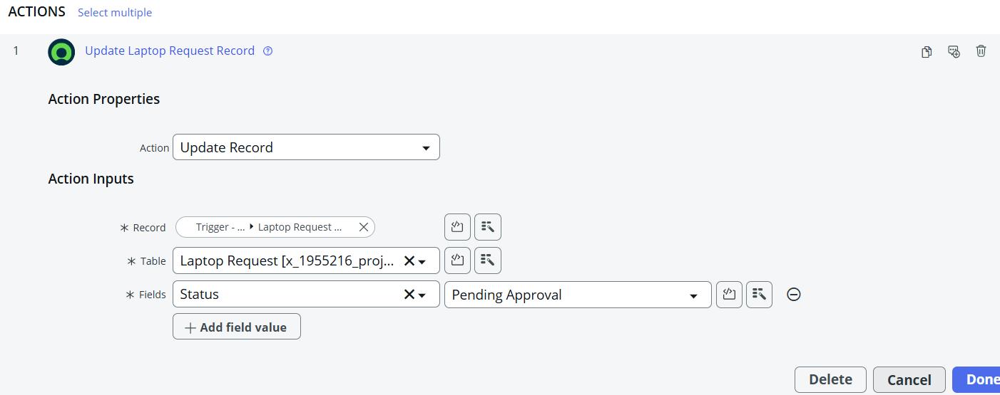 ACTIONS Select multiple
1 Update Laptop Request Record
Action Properties
Action Update Record
Action Inputs
* Record Trigger - ... Laptop Request ...
* Table Laptop Request [x_1955216_proj...
* Fields Status Pending Approval
+ Add field value
Delete Cancel Done